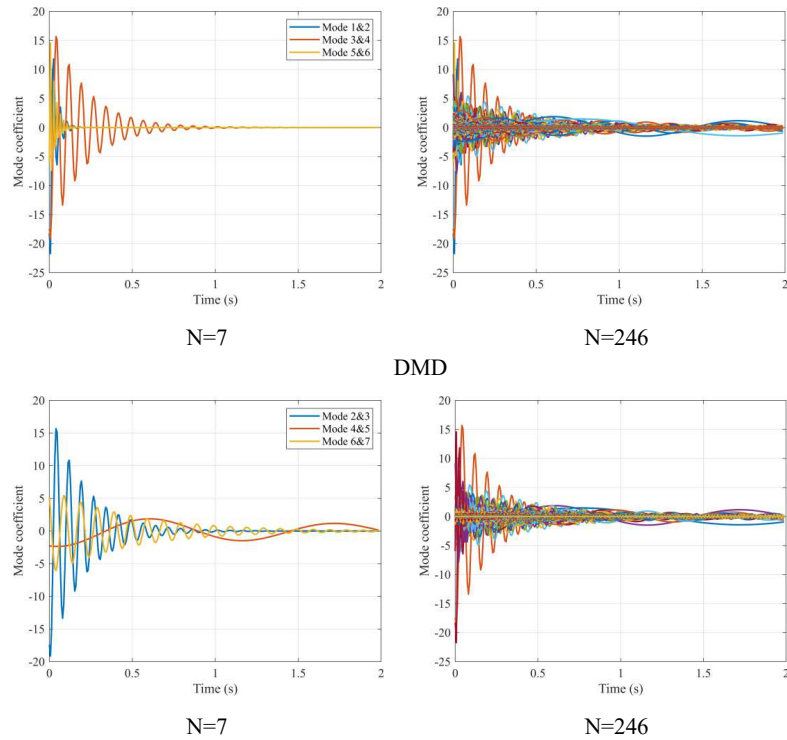 20
15
10
5
0
-5
-10
-15
-20
-25
Mode coefficient
0 0.5 1 1.5 2
Time (s)
Mode 1&2
Mode 3&4
Mode 5&6
20
15
10
5
0
-5
-10
-15
-20
-25
Mode coefficient
0 0.5 1 1.5 2
Time (s)
N=7 N=246
DMD
20
15
10
5
0
-5
-10
-15
-20
Mode coefficient
0 0.5 1 1.5 2
Time (s)
Mode 2&3
Mode 4&5
Mode 6&7
20
15
10
5
0
-5
-10
-15
-20
-25
Mode coefficient
0 0.5 1 1.5 2
Time (s)
N=7 N=246